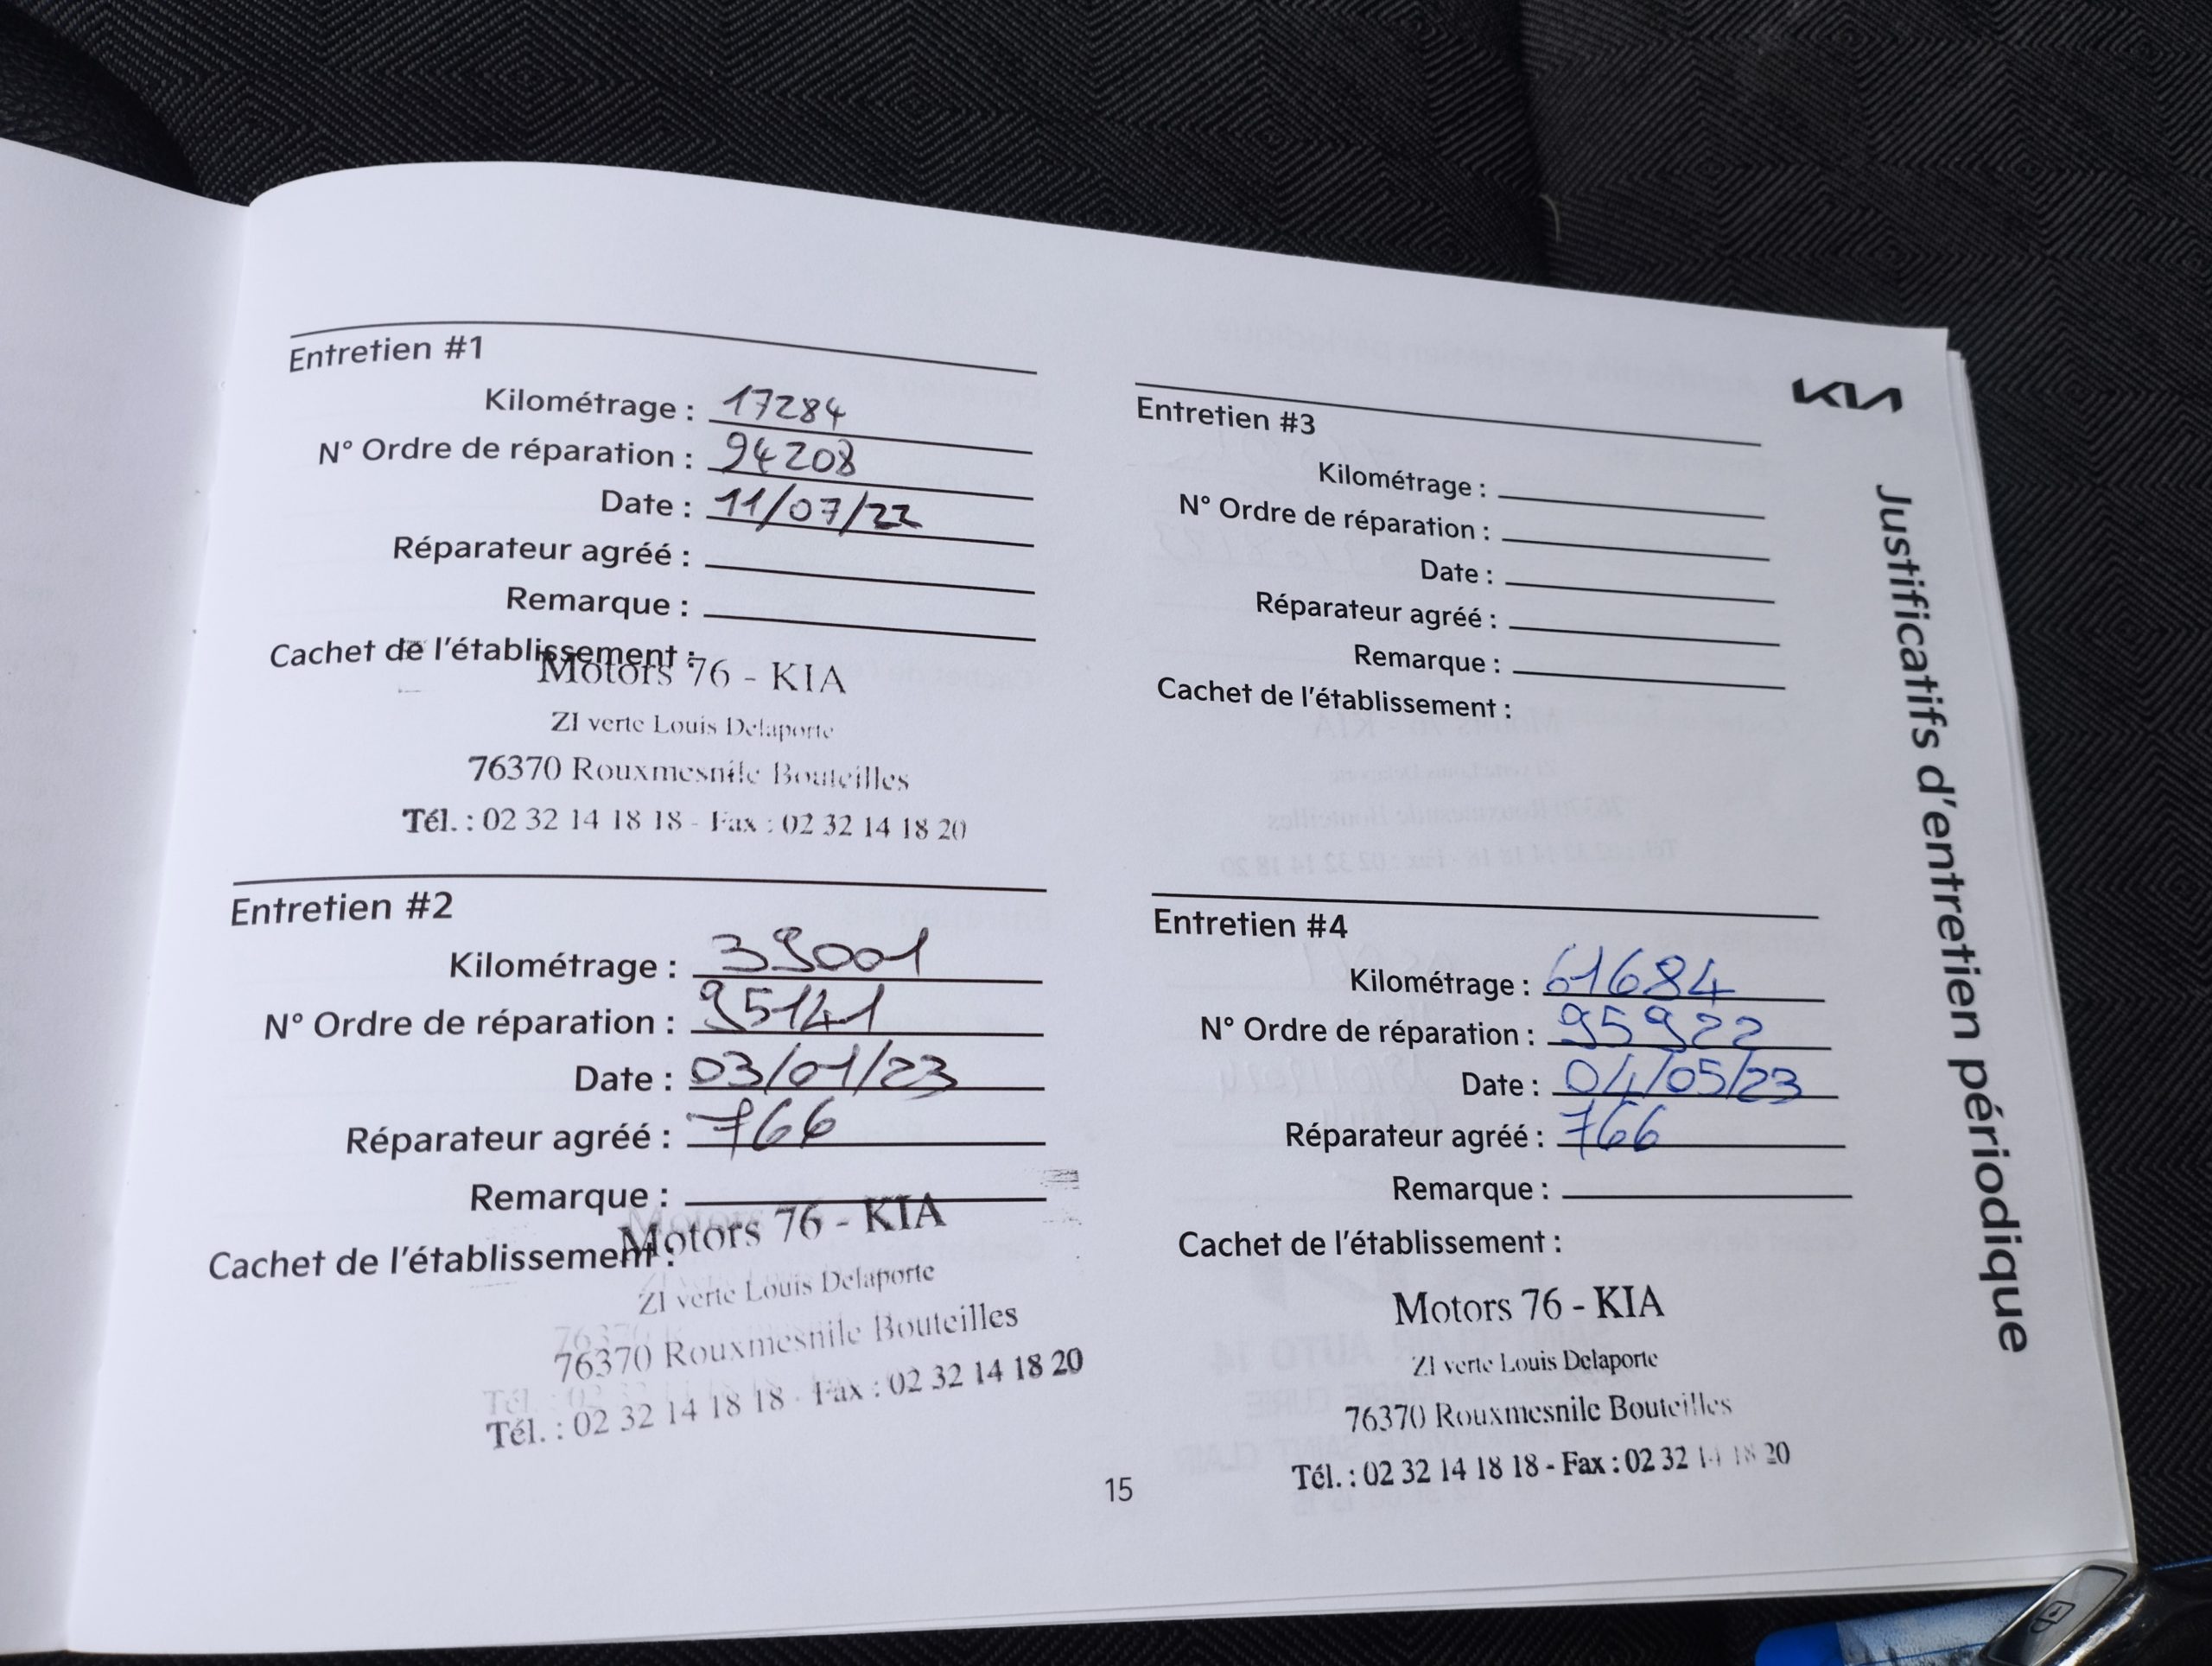 Entretien #1
Kilométrage : 17284
N° Ordre de réparation : 94208
Date : 11/07/22
Réparateur agréé :
Remarque :
Cachet de l'établissement :
Motors 76 - KIA
ZI verte Louis Delaporte
76370 Rouxmesnile Bouteilles
Tél. : 02 32 14 18 18 - Fax : 02 32 14 18 20
Entretien #2
Kilométrage : 39001
N° Ordre de réparation : 95141
Date : 03/01/23
Réparateur agréé : 766
Remarque :
Cachet de l'établissement :
Motors 76 - KIA
ZI verte Louis Delaporte
76370 Rouxmesnile Bouteilles
Tél. : 02 32 14 18 18 - Fax : 02 32 14 18 20
Entretien #3
Kilométrage :
N° Ordre de réparation :
Date :
Réparateur agréé :
Remarque :
Cachet de l'établissement :
Entretien #4
Kilométrage : 61684
N° Ordre de réparation : 95922
Date : 04/05/23
Réparateur agréé : 766
Remarque :
Cachet de l'établissement :
Motors 76 - KIA
ZI verte Louis Delaporte
76370 Rouxmesnile Bouteilles
Tél. : 02 32 14 18 18 - Fax : 02 32 14 18 20
KIA
Justificatifs d'entretien périodique
15